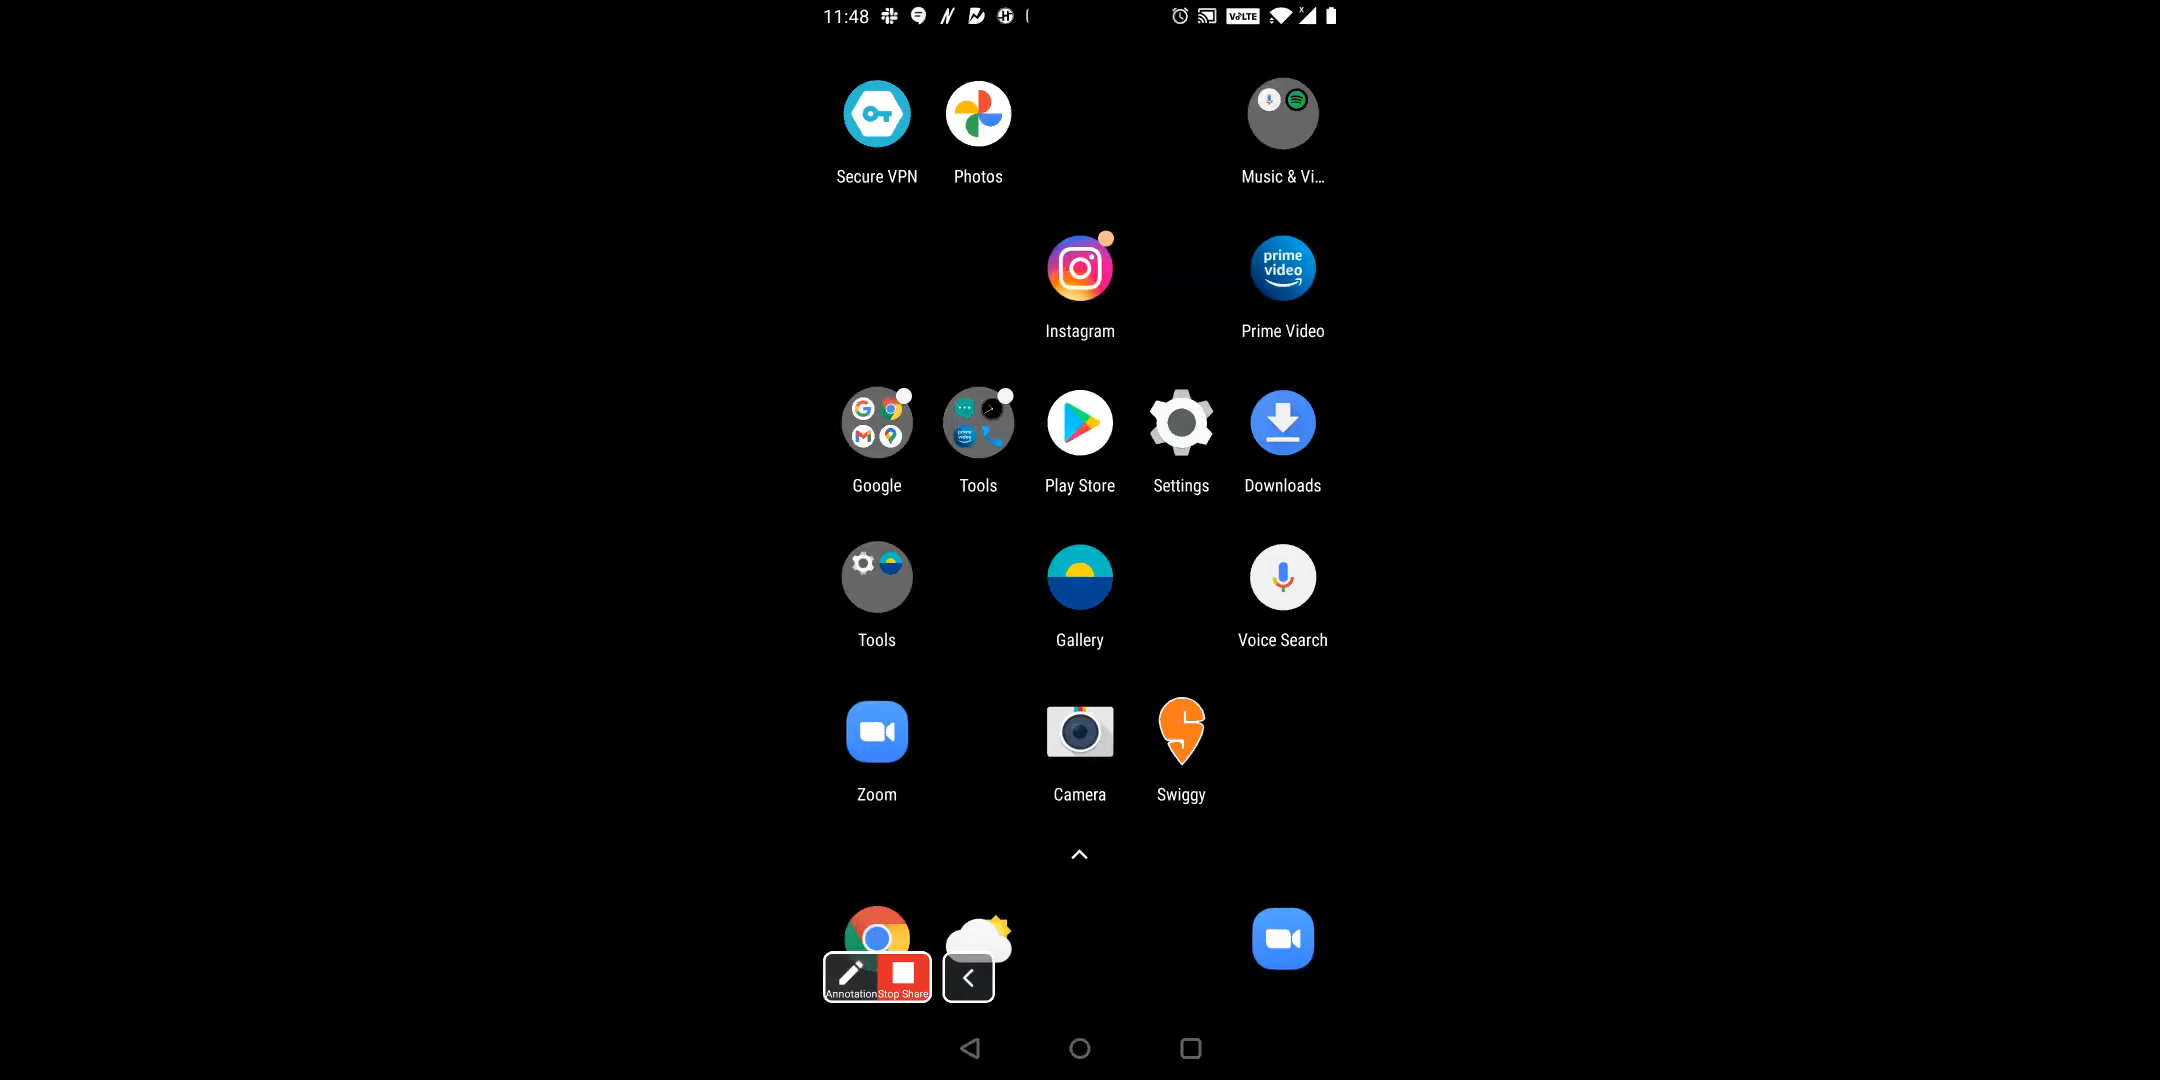 11:48 VoLTE x
Secure VPN Photos Music & Vi...
prime
video
Instagram Prime Video
Google Tools Play Store Settings Downloads
Tools Gallery Voice Search
Zoom Camera Swiggy
Annotation Stop Share